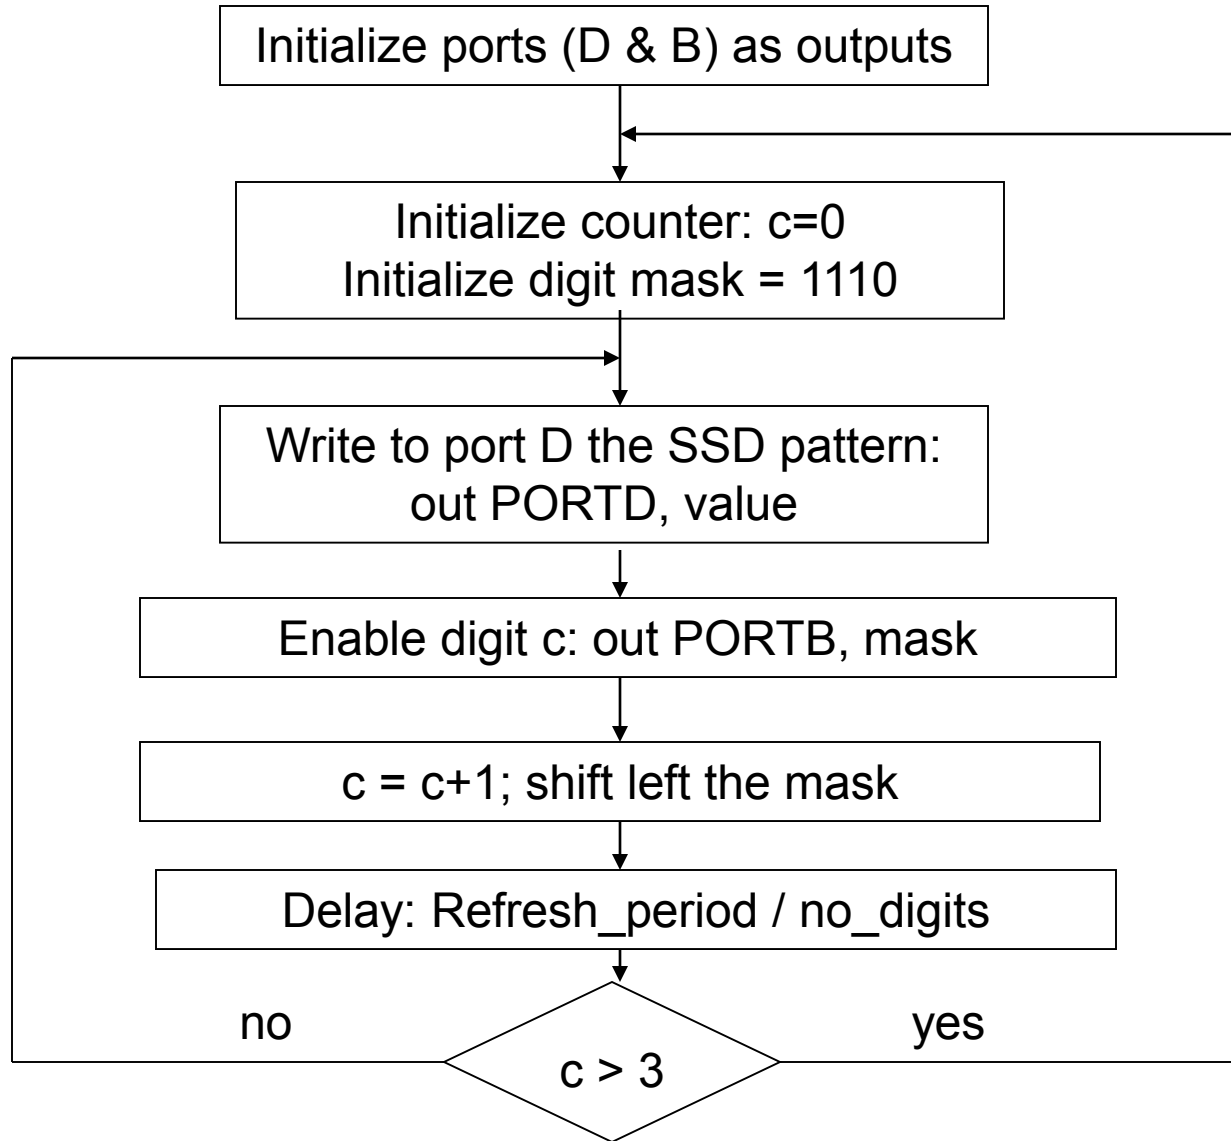 Initialize ports (D & B) as outputs
Initialize counter: c=0
Initialize digit mask = 1110
Write to port D the SSD pattern:
out PORTD, value
Enable digit c: out PORTB, mask
c = c+1; shift left the mask
Delay: Refresh_period / no_digits
no
yes
c > 3